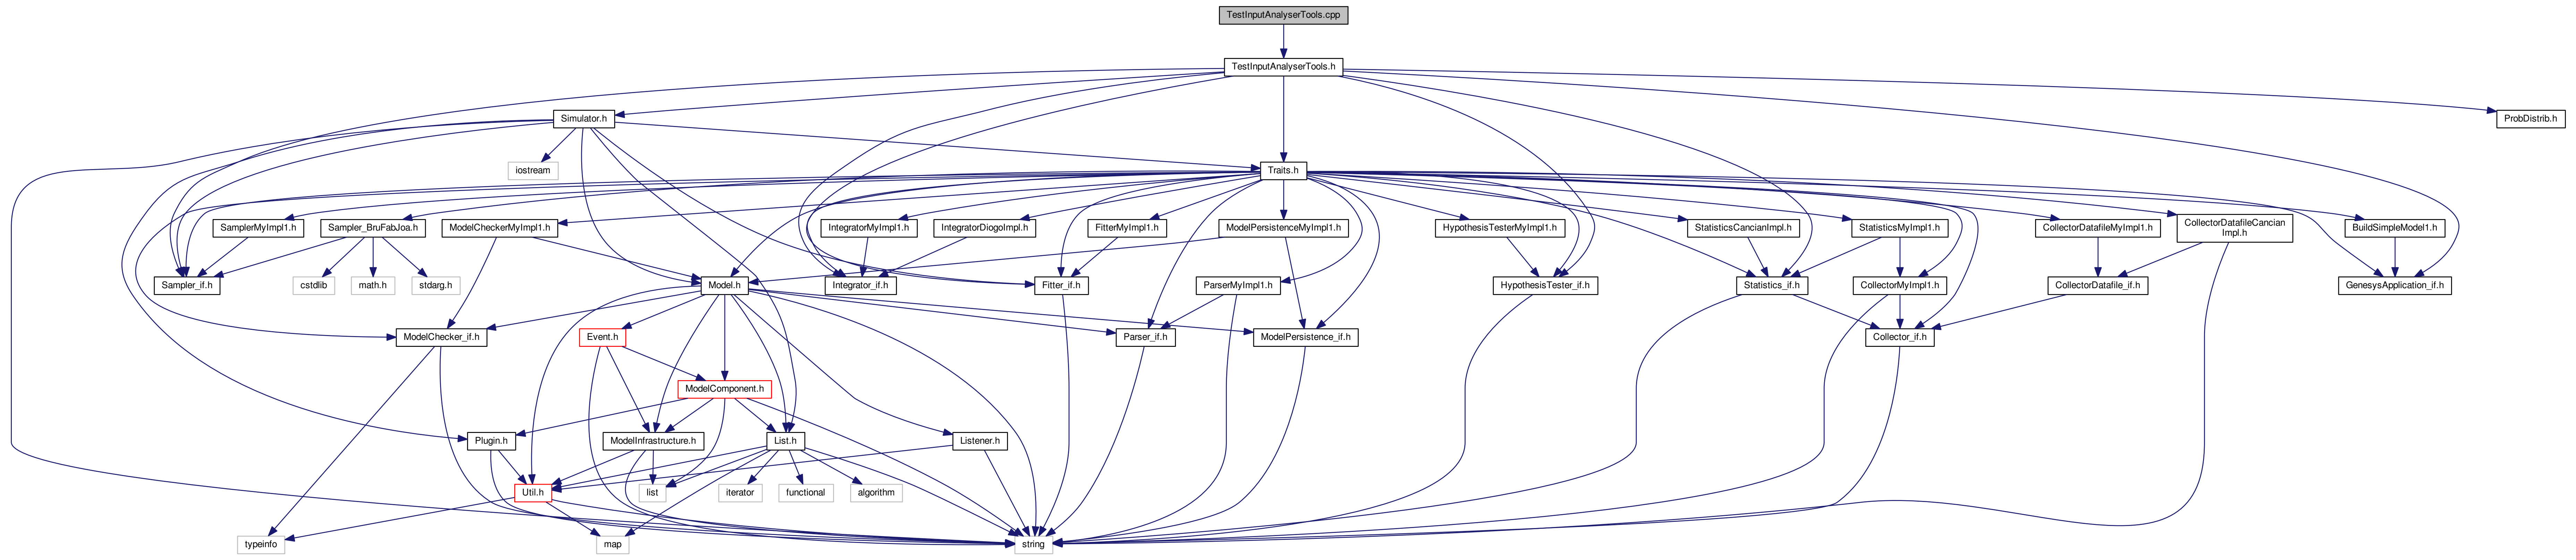 TestInputAnalyserTools.cpp
TestInputAnalyserTools.h
Simulator.h
ProbDistrib.h
iostream
Traits.h
SamplerMyImpl1.h
Sampler_BruFabJoa.h
ModelCheckerMyImpl1.h
IntegratorMyImpl1.h
IntegratorDiogoImpl.h
FitterMyImpl1.h
ModelPersistenceMyImpl1.h
HypothesisTesterMyImpl1.h
StatisticsCancianImpl.h
StatisticsMyImpl1.h
CollectorDatafileMyImpl1.h
CollectorDatafileCancian
Impl.h
BuildSimpleModel1.h
Sampler_if.h
cstdlib
math.h
stdarg.h
Model.h
Integrator_if.h
Fitter_if.h
ParserMyImpl1.h
HypothesisTester_if.h
Statistics_if.h
CollectorMyImpl1.h
CollectorDatafile_if.h
GenesysApplication_if.h
ModelChecker_if.h
Event.h
Parser_if.h
ModelPersistence_if.h
Collector_if.h
ModelComponent.h
Plugin.h
ModelInfrastructure.h
List.h
Listener.h
Util.h
list
iterator
functional
algorithm
typeinfo
map
string